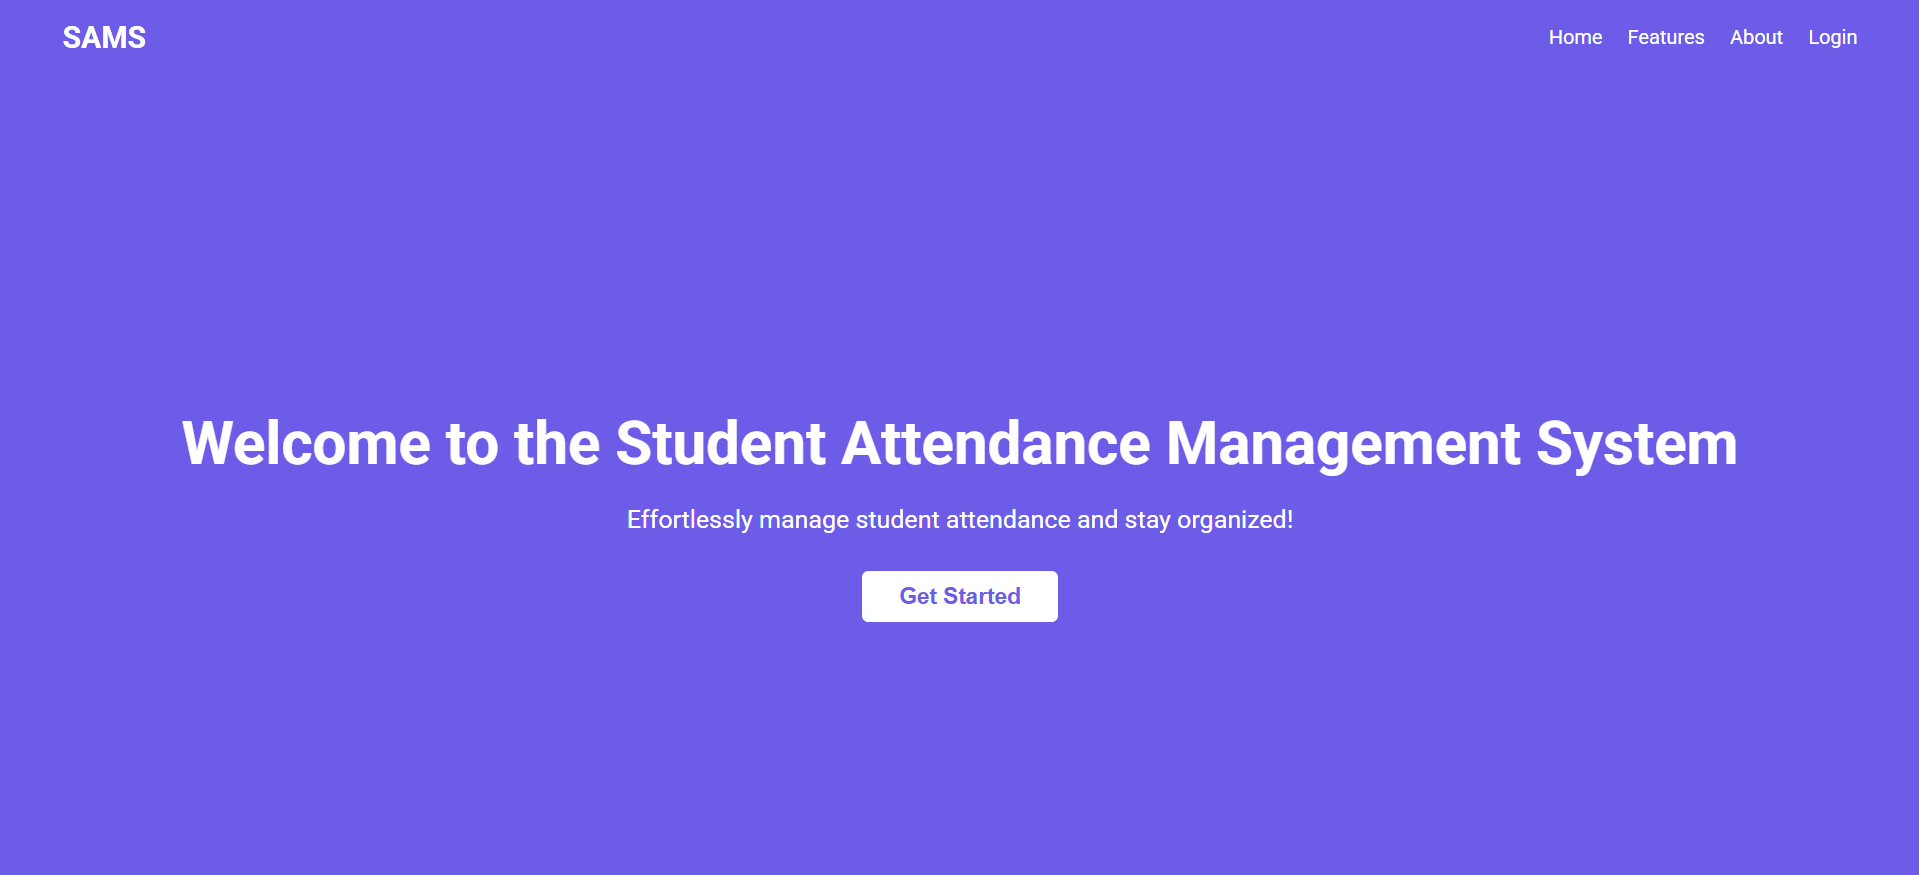 SAMS
Home Features About Login
Welcome to the Student Attendance Management System
Effortlessly manage student attendance and stay organized!
Get Started